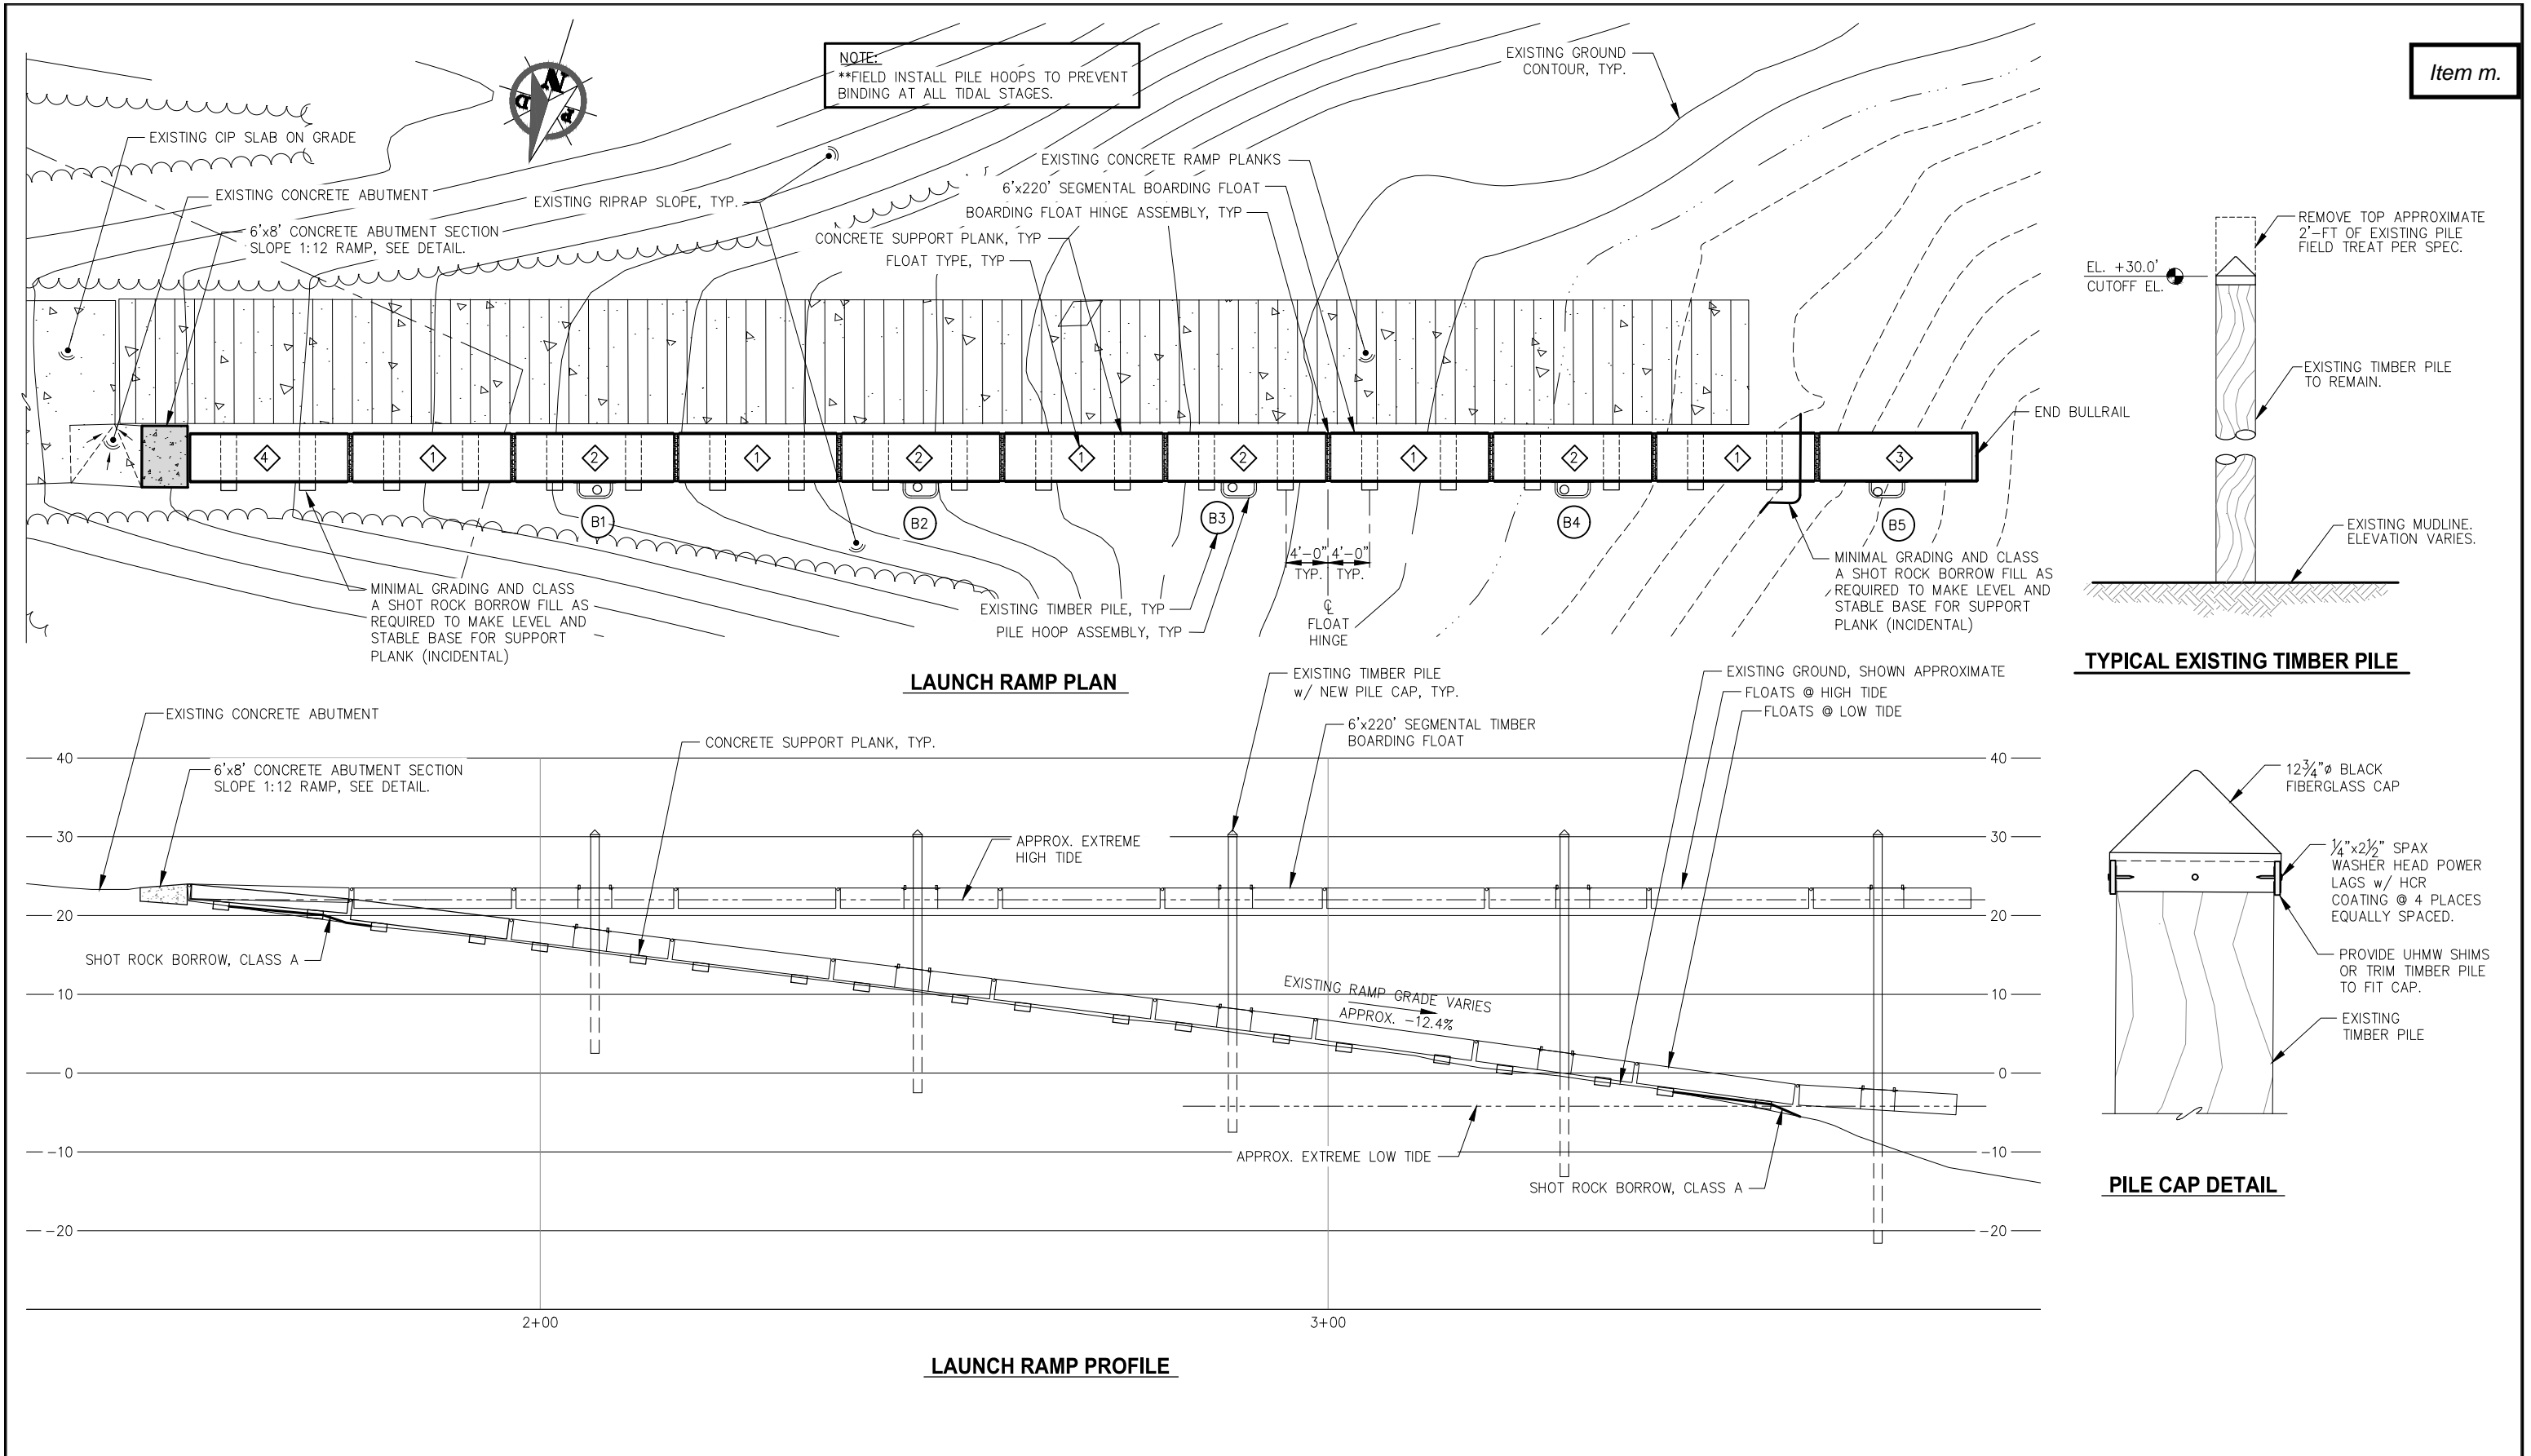 Item m.
NOTE:
**FIELD INSTALL PILE HOOPS TO PREVENT
BINDING AT ALL TIDAL STAGES.
N
EXISTING GROUND
CONTOUR, TYP.
EXISTING CIP SLAB ON GRADE
EXISTING CONCRETE ABUTMENT
6'x8' CONCRETE ABUTMENT SECTION
SLOPE 1:12 RAMP, SEE DETAIL.
EXISTING RIPRAP SLOPE, TYP.
EXISTING CONCRETE RAMP PLANKS
6'x220' SEGMENTAL BOARDING FLOAT
BOARDING FLOAT HINGE ASSEMBLY, TYP
CONCRETE SUPPORT PLANK, TYP
FLOAT TYPE, TYP
4
1
2
1
2
1
2
1
2
1
3
END BULLRAIL
B1
B2
B3
B4
B5
4'-0" 4'-0"
TYP. TYP.
℄
FLOAT
HINGE
MINIMAL GRADING AND CLASS
A SHOT ROCK BORROW FILL AS
REQUIRED TO MAKE LEVEL AND
STABLE BASE FOR SUPPORT
PLANK (INCIDENTAL)
EXISTING TIMBER PILE, TYP
PILE HOOP ASSEMBLY, TYP
MINIMAL GRADING AND CLASS
A SHOT ROCK BORROW FILL AS
REQUIRED TO MAKE LEVEL AND
STABLE BASE FOR SUPPORT
PLANK (INCIDENTAL)
LAUNCH RAMP PLAN
REMOVE TOP APPROXIMATE
2'-FT OF EXISTING PILE
FIELD TREAT PER SPEC.
EL. +30.0'
CUTOFF EL.
EXISTING TIMBER PILE
TO REMAIN.
EXISTING MUDLINE.
ELEVATION VARIES.
TYPICAL EXISTING TIMBER PILE
EXISTING CONCRETE ABUTMENT
6'x8' CONCRETE ABUTMENT SECTION
SLOPE 1:12 RAMP, SEE DETAIL.
CONCRETE SUPPORT PLANK, TYP.
EXISTING TIMBER PILE
w/ NEW PILE CAP, TYP.
6'x220' SEGMENTAL TIMBER
BOARDING FLOAT
EXISTING GROUND, SHOWN APPROXIMATE
FLOATS @ HIGH TIDE
FLOATS @ LOW TIDE
APPROX. EXTREME
HIGH TIDE
SHOT ROCK BORROW, CLASS A
EXISTING RAMP GRADE VARIES
APPROX. -12.4%
APPROX. EXTREME LOW TIDE
SHOT ROCK BORROW, CLASS A
40
30
20
10
0
-10
-20
40
30
20
10
0
-10
-20
2+00
3+00
LAUNCH RAMP PROFILE
12¾"ø BLACK
FIBERGLASS CAP
¼"x2½" SPAX
WASHER HEAD POWER
LAGS w/ HCR
COATING @ 4 PLACES
EQUALLY SPACED.
PROVIDE UHMW SHIMS
OR TRIM TIMBER PILE
TO FIT CAP.
EXISTING
TIMBER PILE
PILE CAP DETAIL